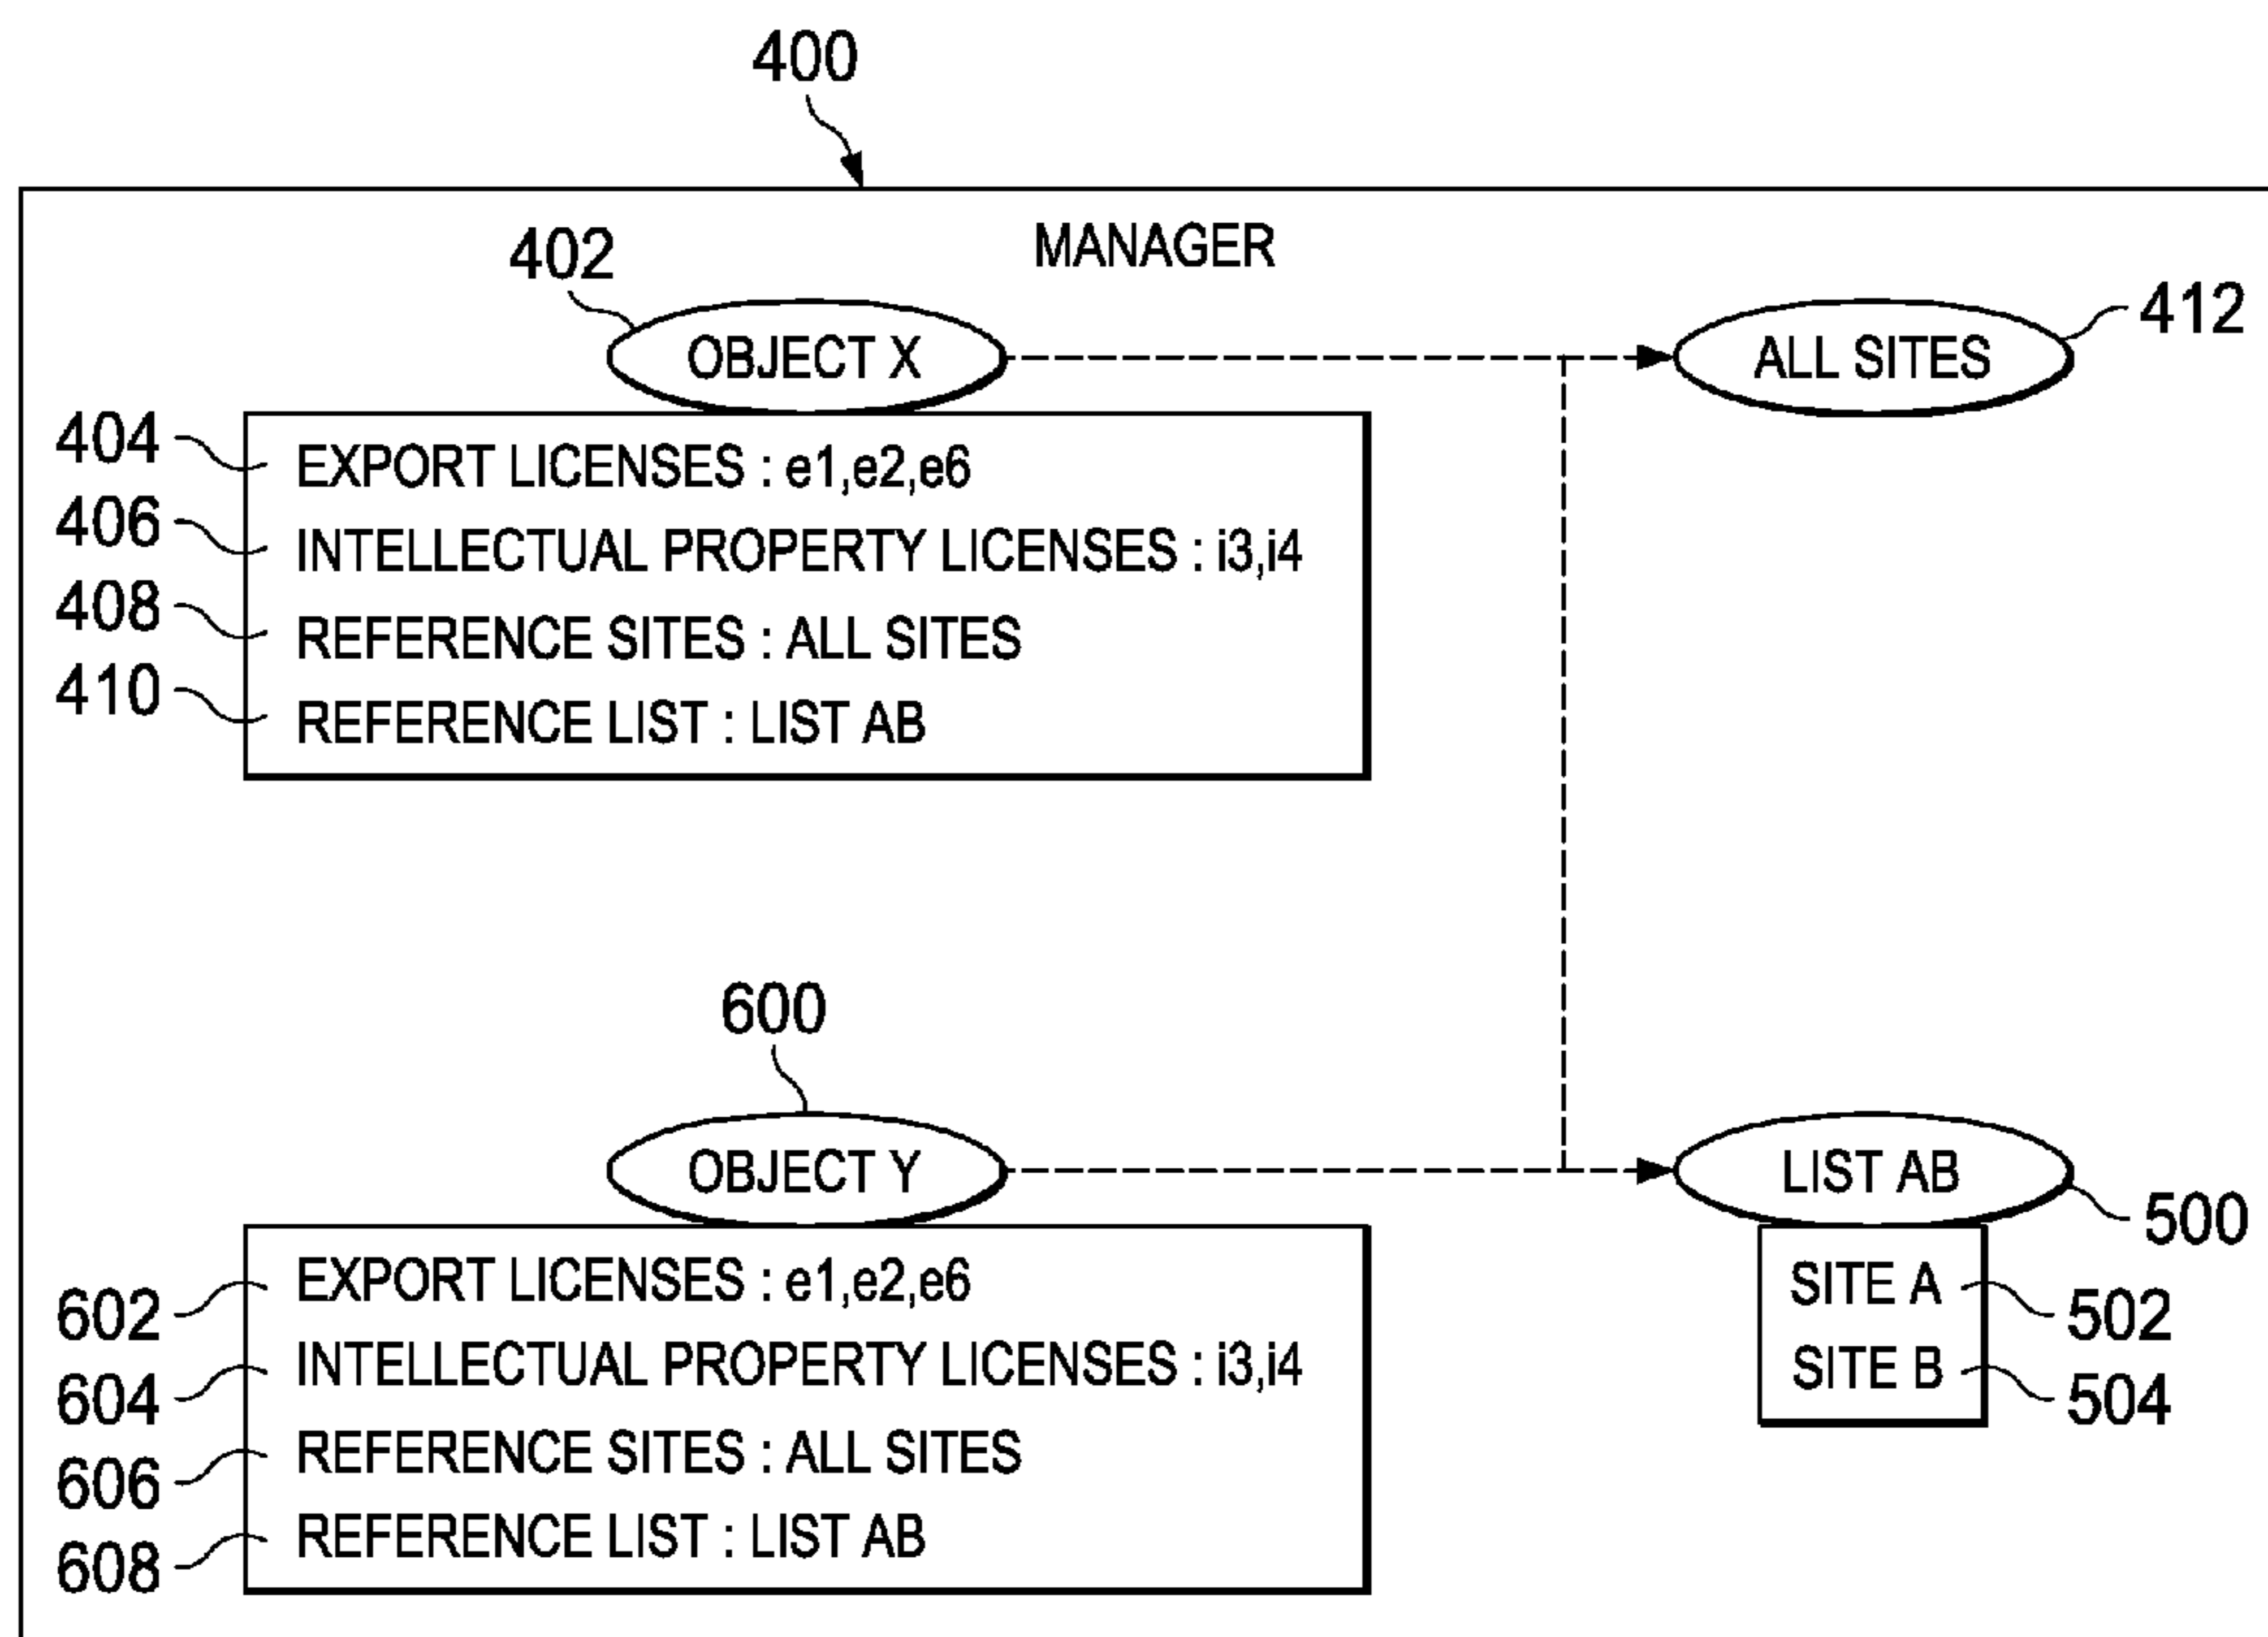 400
MANAGER
402
OBJECT X
ALL SITES
412
404
EXPORT LICENSES : e1,e2,e6
406
INTELLECTUAL PROPERTY LICENSES : i3,i4
408
REFERENCE SITES : ALL SITES
410
REFERENCE LIST : LIST AB
600
OBJECT Y
LIST AB
500
602
EXPORT LICENSES : e1,e2,e6
SITE A
502
604
INTELLECTUAL PROPERTY LICENSES : i3,i4
SITE B
504
606
REFERENCE SITES : ALL SITES
608
REFERENCE LIST : LIST AB